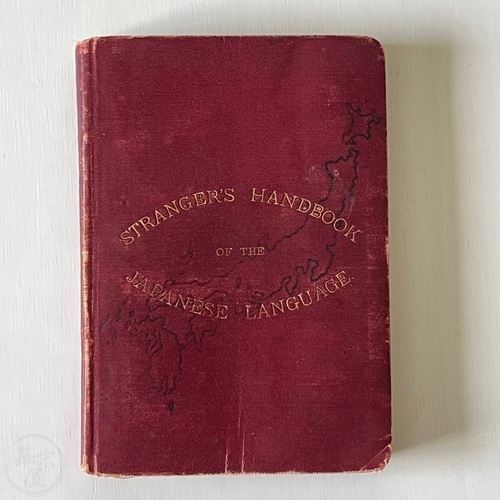 STRANGER'S HANDBOOK
OF THE
JAPANESE LANGUAGE.